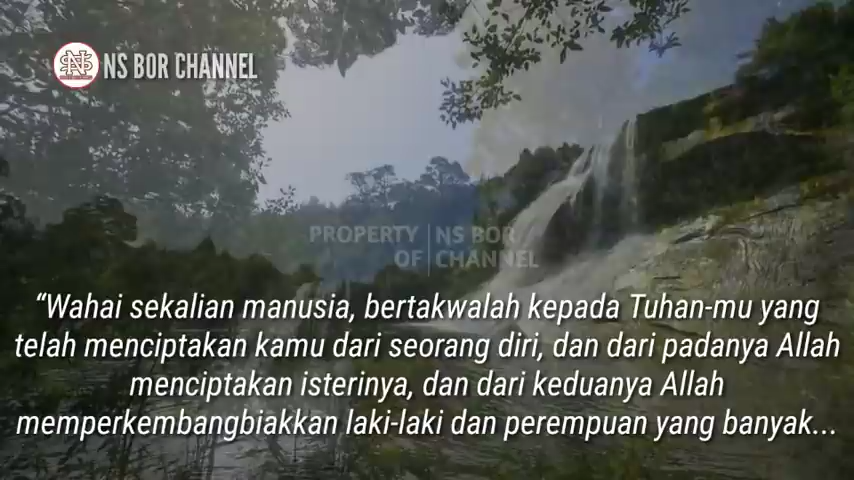 NS BOR CHANNEL
PROPERTY OF | NS BOR CHANNEL
“Wahai sekalian manusia, bertakwalah kepada Tuhan-mu yang
telah menciptakan kamu dari seorang diri, dan dari padanya Allah
menciptakan isterinya, dan dari keduanya Allah
memperkembangbiakkan laki-laki dan perempuan yang banyak...